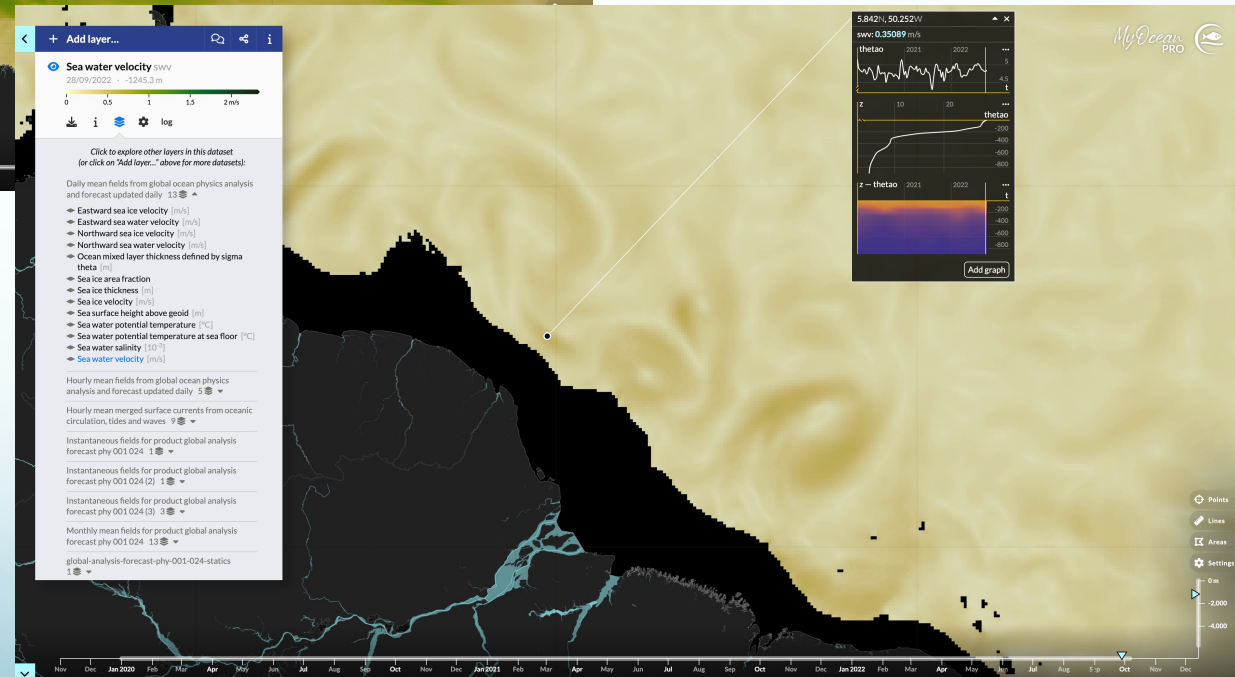 Add layer...
Sea water velocity swv
28/09/2022 - -1245.3 m
0 0.5 1 1.5 2 m/s
log
Click to explore other layers in this dataset
(or click on "Add layer..." above for more datasets):
Daily mean fields from global ocean physics analysis
and forecast updated daily 13
Eastward sea ice velocity [m/s]
Eastward sea water velocity [m/s]
Northward sea ice velocity [m/s]
Northward sea water velocity [m/s]
Ocean mixed layer thickness defined by sigma
theta [m]
Sea ice area fraction
Sea ice thickness [m]
Sea ice velocity [m/s]
Sea surface height above geoid [m]
Sea water potential temperature [°C]
Sea water potential temperature at sea floor [°C]
Sea water salinity [10⁻³]
Sea water velocity [m/s]
Hourly mean fields from global ocean physics
analysis and forecast updated daily 5
Hourly mean merged surface currents from oceanic
circulation, tides and waves 9
Instantaneous fields for product global analysis
forecast phy 001 024 1
Instantaneous fields for product global analysis
forecast phy 001 024 (2) 1
Instantaneous fields for product global analysis
forecast phy 001 024 (3) 3
Monthly mean fields for product global analysis
forecast phy 001 024 13
global-analysis-forecast-phy-001-024-statics
1
5.842N, 50.252W
swv: 0.35089 m/s
thetao 2021 2022
5
4.5
t
z 10 20
thetao
-200
-400
-600
-800
z — thetao 2021 2022
t
-200
-400
-600
-800
Add graph
MyOcean
PRO
Points
Lines
Areas
Settings
0 m
-2,000
-4,000
Nov Dec Jan 2020 Feb Mar Apr May Jun Jul Aug Sep Oct Nov Dec Jan 2021 Feb Mar Apr May Jun Jul Aug Sep Oct Nov Dec Jan 2022 Feb Mar Apr May Jun Jul Aug Sep Oct Nov Dec